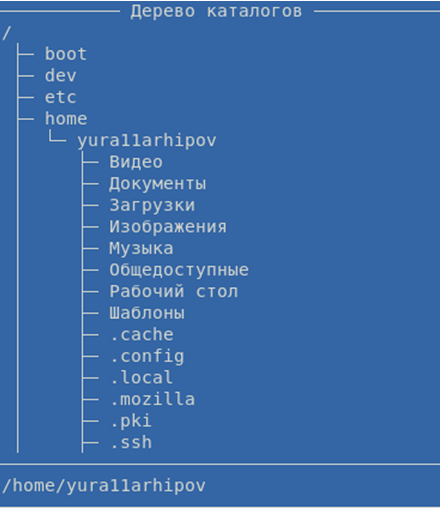 Дерево каталогов
/
boot
dev
etc
home
yura11arhipov
Видео
Документы
Загрузки
Изображения
Музыка
Общедоступные
Рабочий стол
Шаблоны
.cache
.config
.local
.mozilla
.pki
.ssh
/home/yura11arhipov